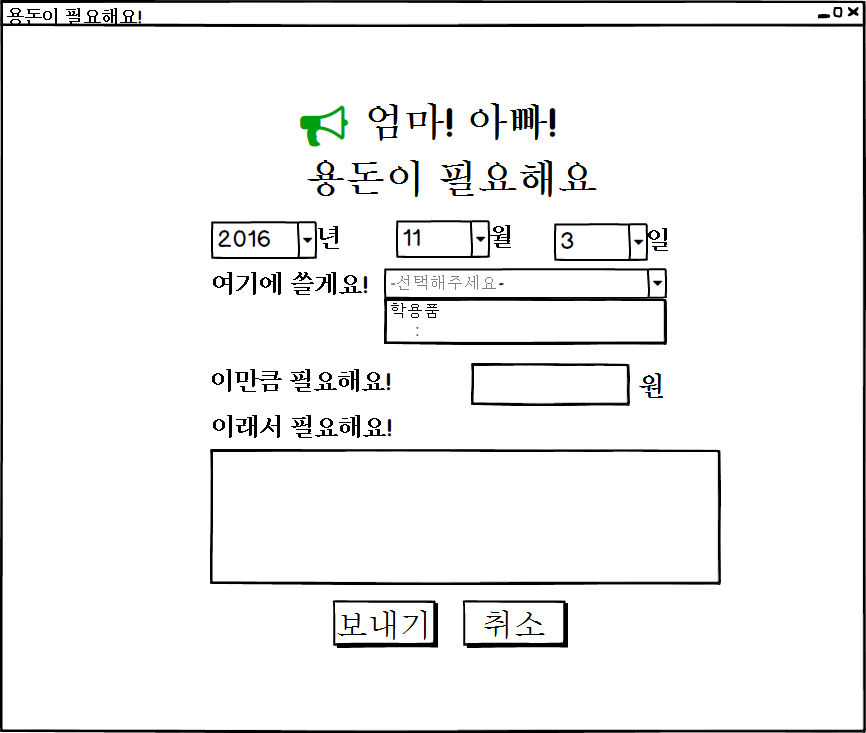 용돈이 필요해요!
엄마! 아빠!
용돈이 필요해요
2016 년 11 월 3 일
여기에 쓸게요! -선택해주세요-
학용품
:
이만큼 필요해요! 원
이래서 필요해요!
보내기 취소